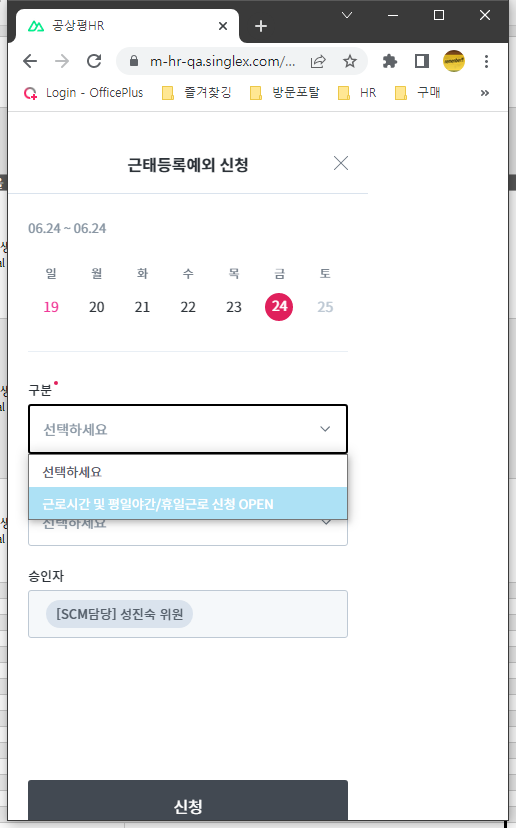 공상평HR
m-hr-qa.singlex.com/...
Login - OfficePlus 즐겨찾깅 방문포탈 HR 구매 »
근태등록예외 신청
06.24 ~ 06.24
일 월 화 수 목 금 토
19 20 21 22 23 24 25
구분
선택하세요
선택하세요
근로시간 및 평일야간/휴일근로 신청 OPEN
선택하세요
승인자
[SCM담당] 성진숙 위원
신청